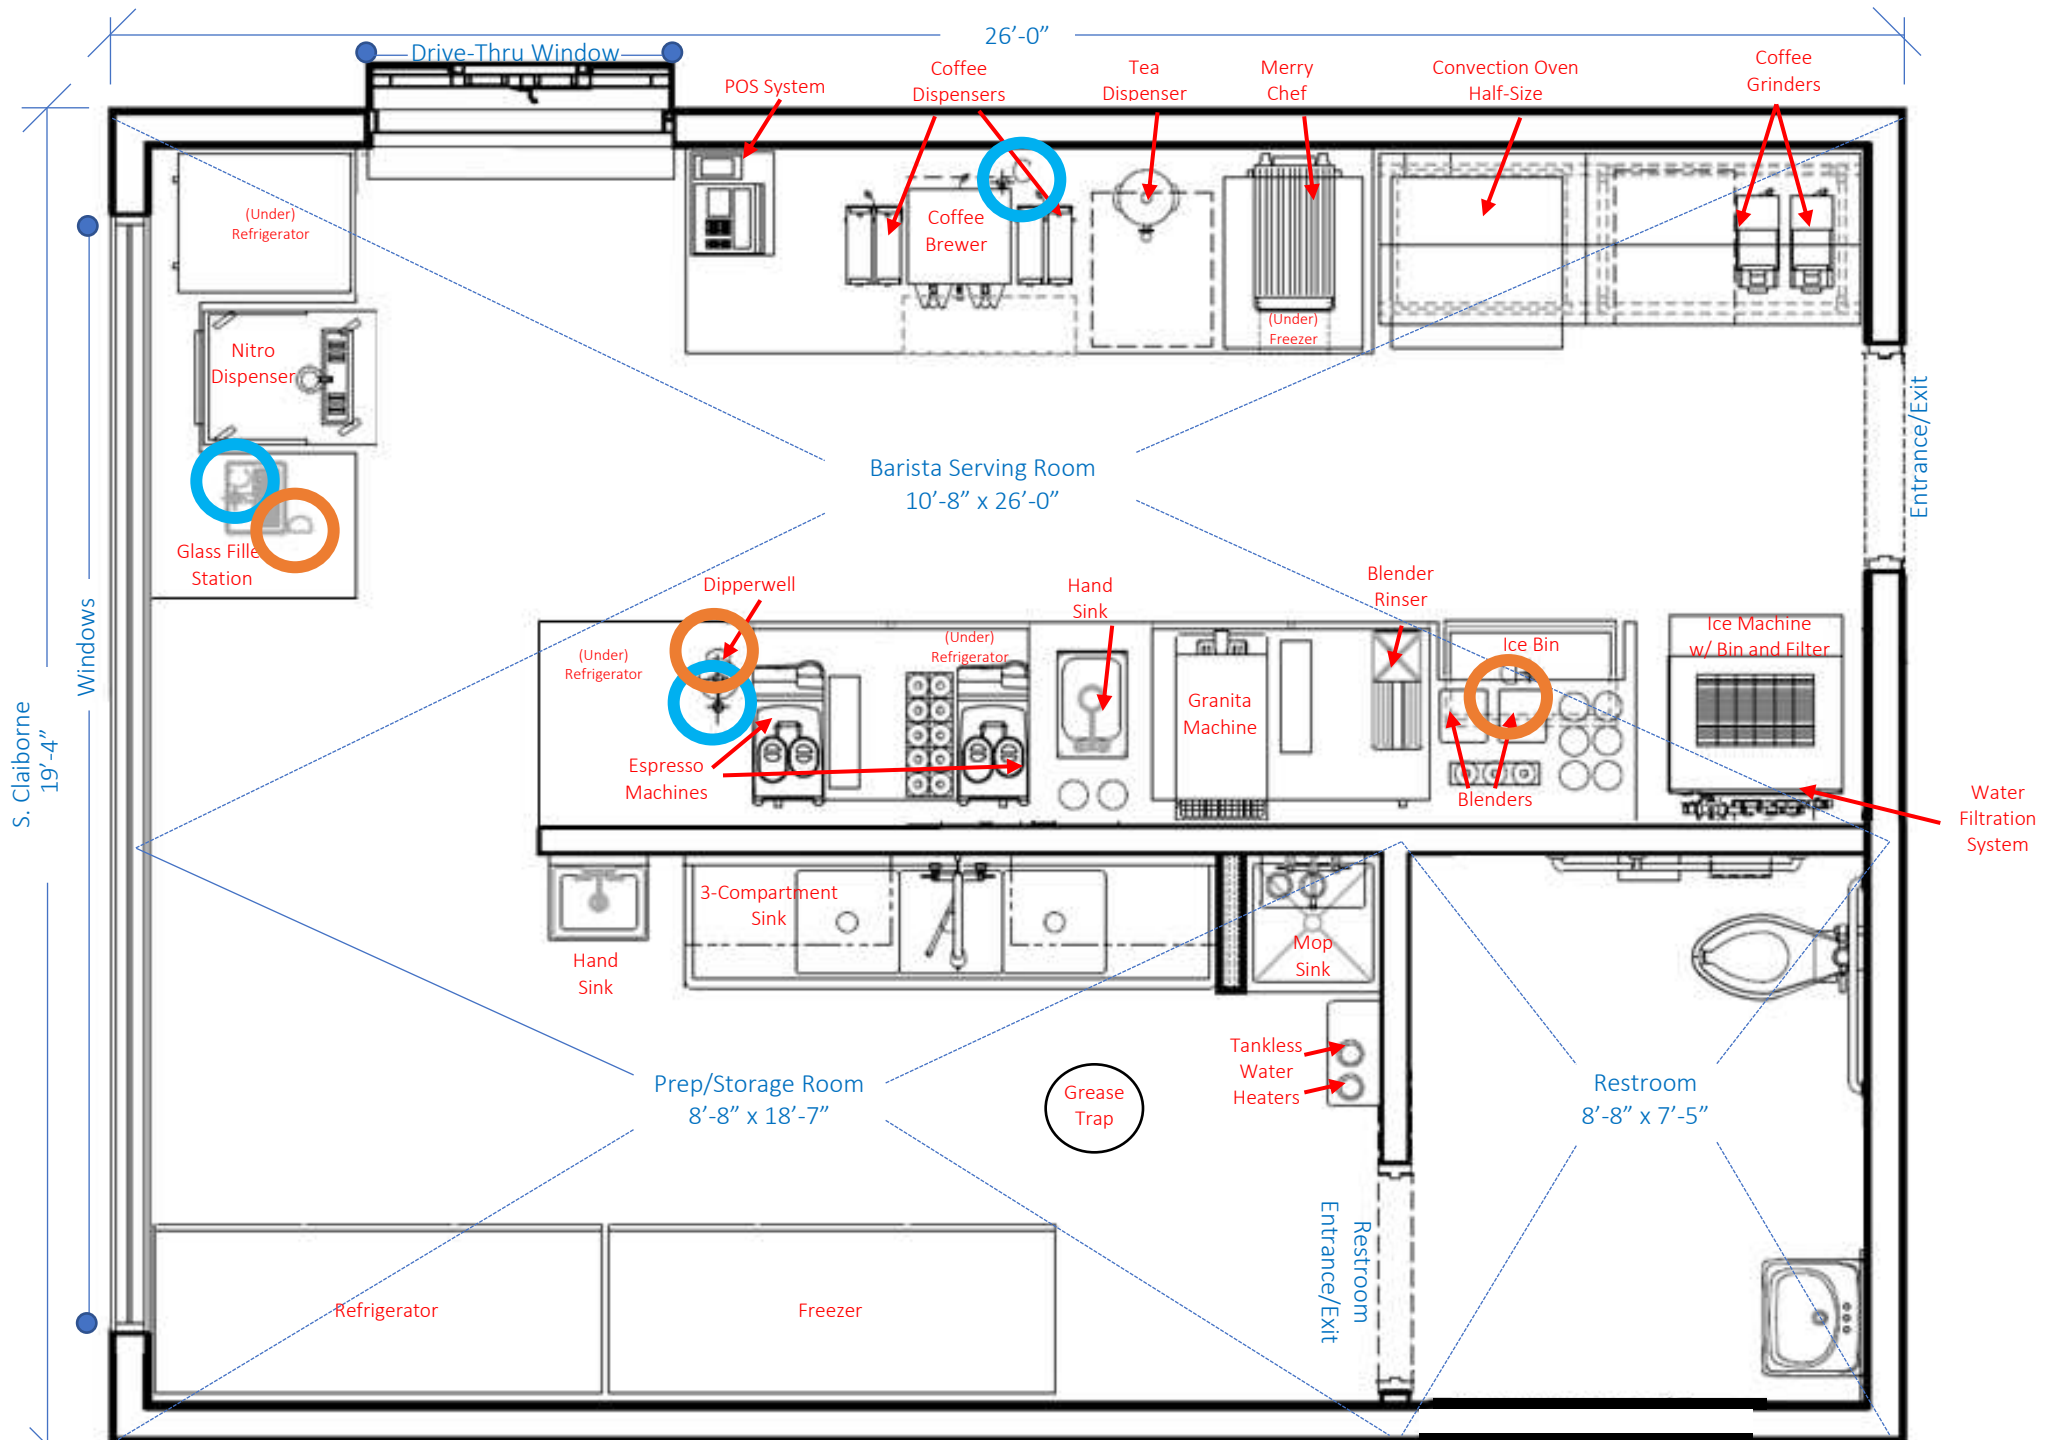 26’-0”
Drive-Thru Window
POS System
Coffee
Dispensers
Tea
Dispenser
Merry
Chef
Convection Oven
Half-Size
Coffee
Grinders
(Under)
Refrigerator
Coffee
Brewer
(Under)
Freezer
Nitro
Dispenser
Entrance/Exit
Barista Serving Room
10’-8” x 26’-0”
Glass Fille
Station
Windows
S. Claiborne
19’-4”
Dipperwell
Hand
Sink
Blender
Rinser
(Under)
Refrigerator
(Under)
Refrigerator
Ice Bin
Ice Machine
w/ Bin and Filter
Granita
Machine
Espresso
Machines
Blenders
Water
Filtration
System
3-Compartment
Sink
Hand
Sink
Mop
Sink
Tankless
Water
Heaters
Grease
Trap
Prep/Storage Room
8’-8” x 18’-7”
Restroom
8’-8” x 7’-5”
Restroom
Entrance/Exit
Refrigerator
Freezer